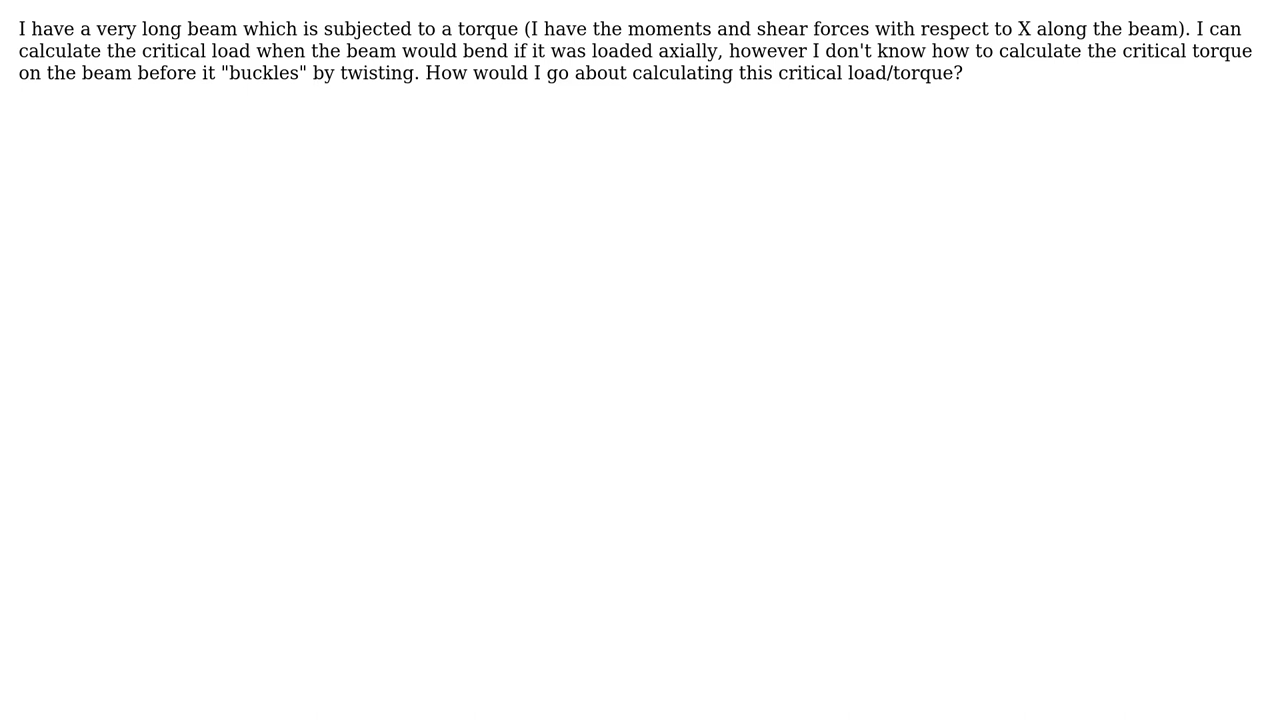 I have a very long beam which is subjected to a torque (I have the moments and shear forces with respect to X along the beam). I can
calculate the critical load when the beam would bend if it was loaded axially, however I don't know how to calculate the critical torque
on the beam before it "buckles" by twisting. How would I go about calculating this critical load/torque?